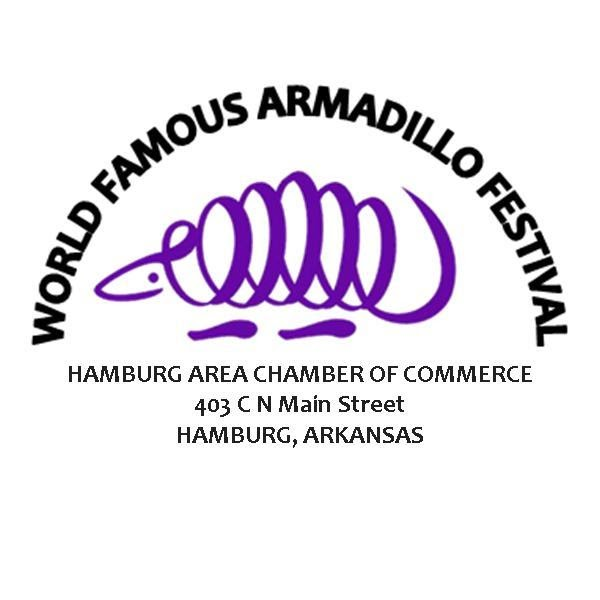 WORLD FAMOUS ARMADILLO FESTIVAL
HAMBURG AREA CHAMBER OF COMMERCE
403 C N Main Street
HAMBURG, ARKANSAS